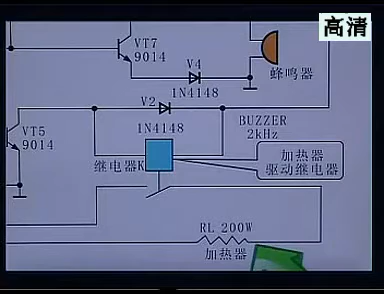 高清
VT7
9014
V4
1N4148
蜂鸣器
V2
1N4148
BUZZER
2kHz
VT5
9014
继电器K
加热器
驱动继电器
RL 200W
加热器